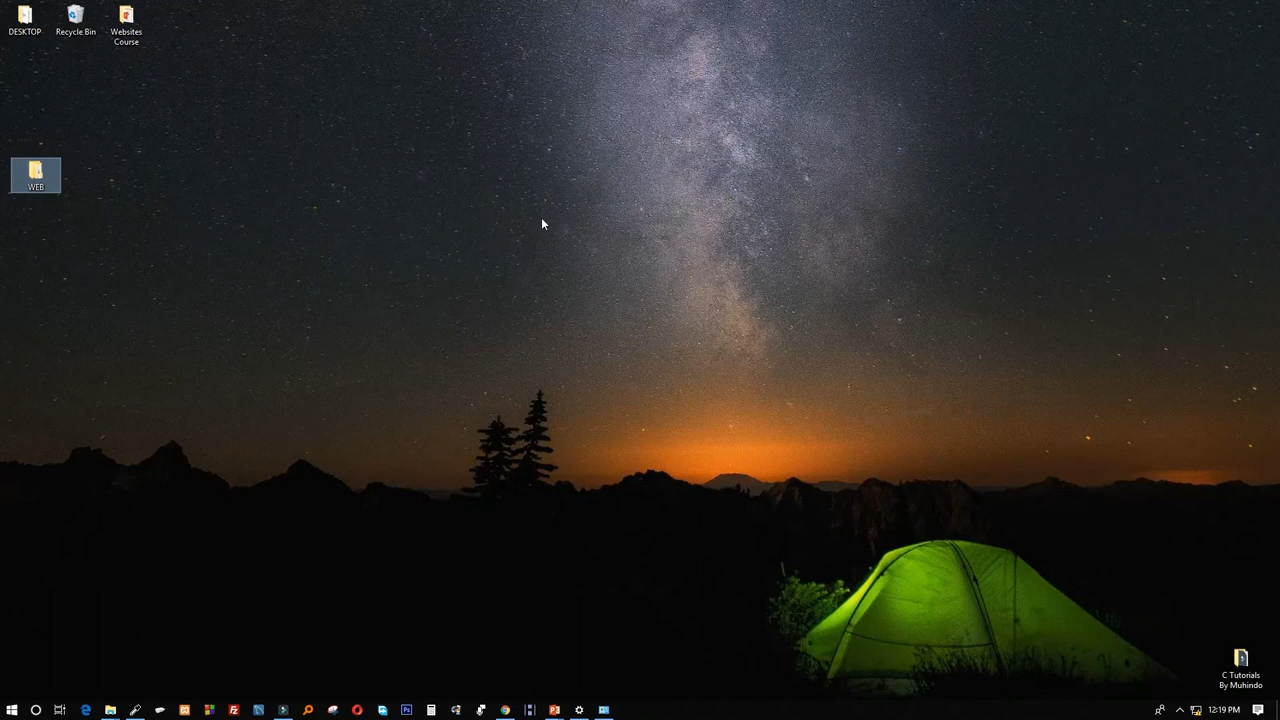 DESKTOP
Recycle Bin
Websites
Course
WEB
C Tutorials
By Muhindo
12:19 PM